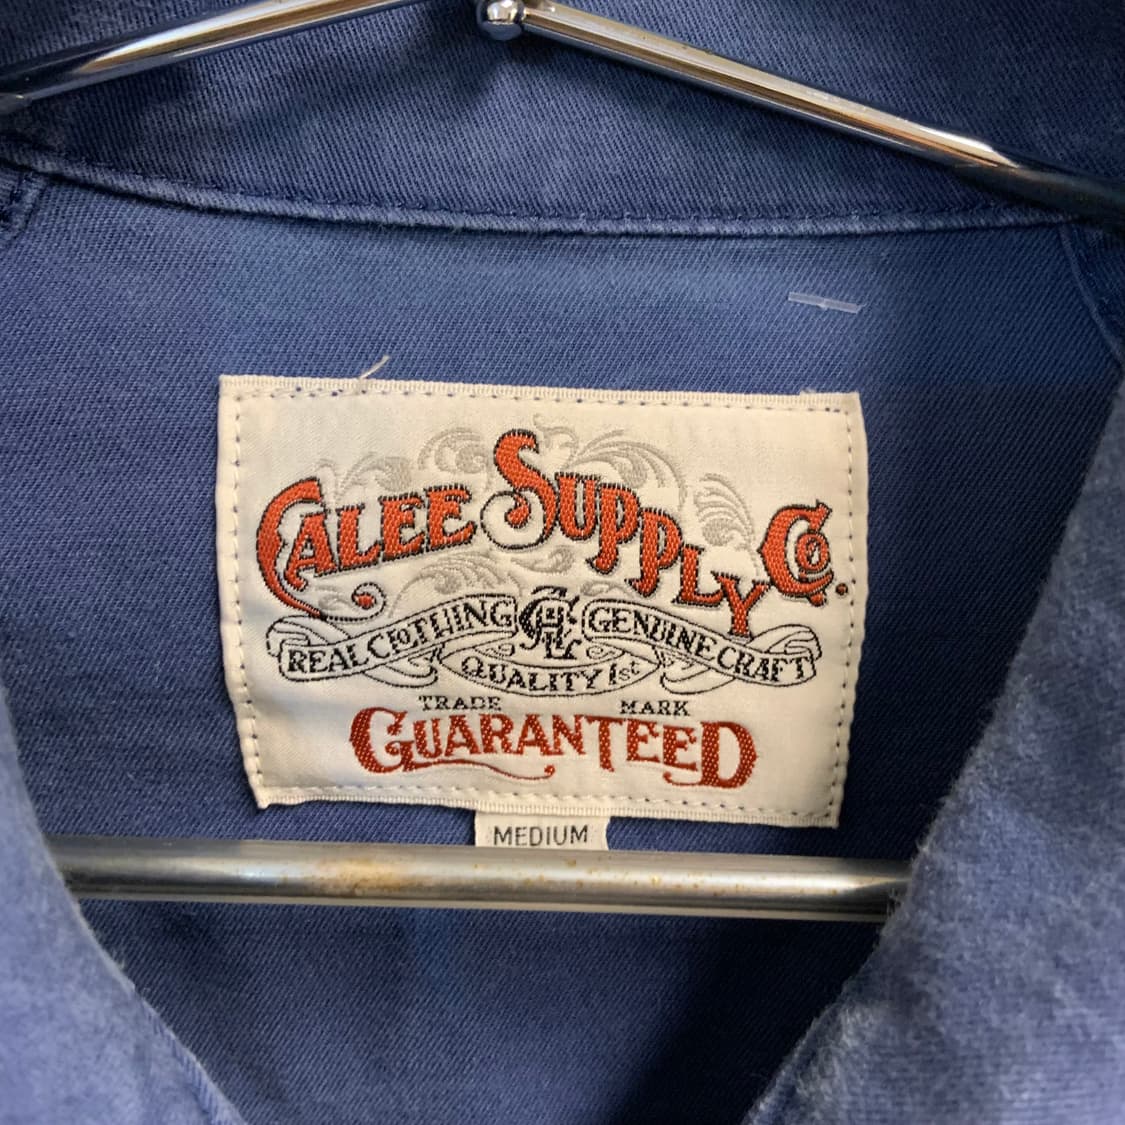 CALEE SUPPLY Co.
REAL CLOTHING GENUINE CRAFT
QUALITY 1st
TRADE MARK
GUARANTEED
MEDIUM